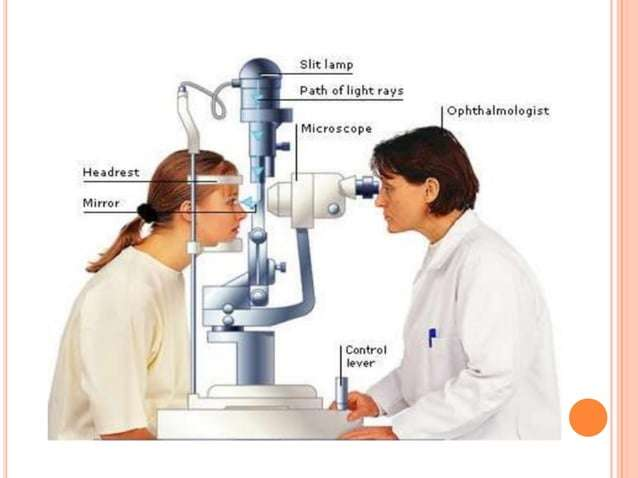 Slit lamp
Path of light rays
Ophthalmologist
Microscope
Headrest
Mirror
Control
lever